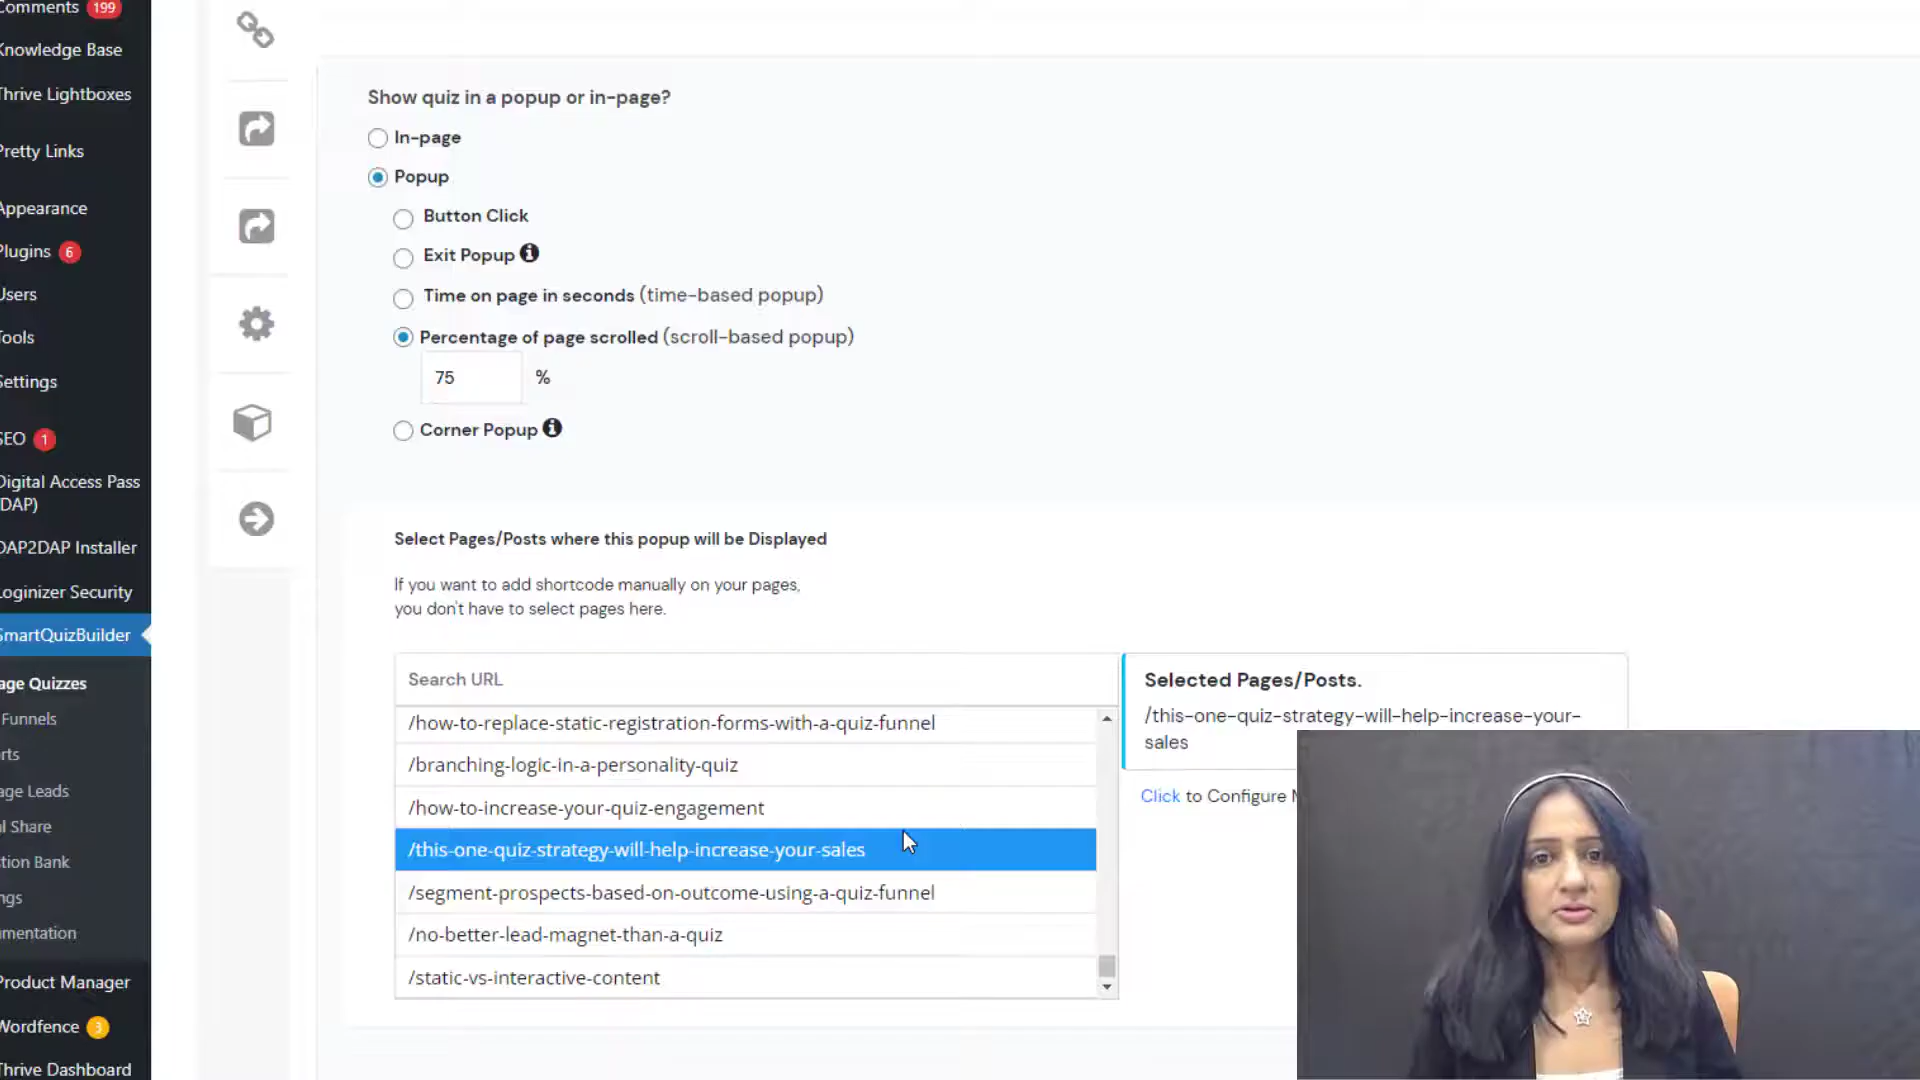 Comments 199
Knowledge Base
Thrive Lightboxes
Pretty Links
Appearance
Plugins 6
Users
Tools
Settings
SEO 1
Digital Access Pass
DAP)
DAP2DAP Installer
Loginizer Security
SmartQuizBuilder
age Quizzes
Funnels
rts
age Leads
l Share
tion Bank
ngs
umentation
Product Manager
Wordfence 3
Thrive Dashboard
Show quiz in a popup or in-page?
In-page
Popup
Button Click
Exit Popup
Time on page in seconds (time-based popup)
Percentage of page scrolled (scroll-based popup)
75 %
Corner Popup
Select Pages/Posts where this popup will be Displayed
If you want to add shortcode manually on your pages,
you don't have to select pages here.
Search URL
/how-to-replace-static-registration-forms-with-a-quiz-funnel
/branching-logic-in-a-personality-quiz
/how-to-increase-your-quiz-engagement
/this-one-quiz-strategy-will-help-increase-your-sales
/segment-prospects-based-on-outcome-using-a-quiz-funnel
/no-better-lead-magnet-than-a-quiz
/static-vs-interactive-content
Selected Pages/Posts.
/this-one-quiz-strategy-will-help-increase-your-
sales
Click to Configure